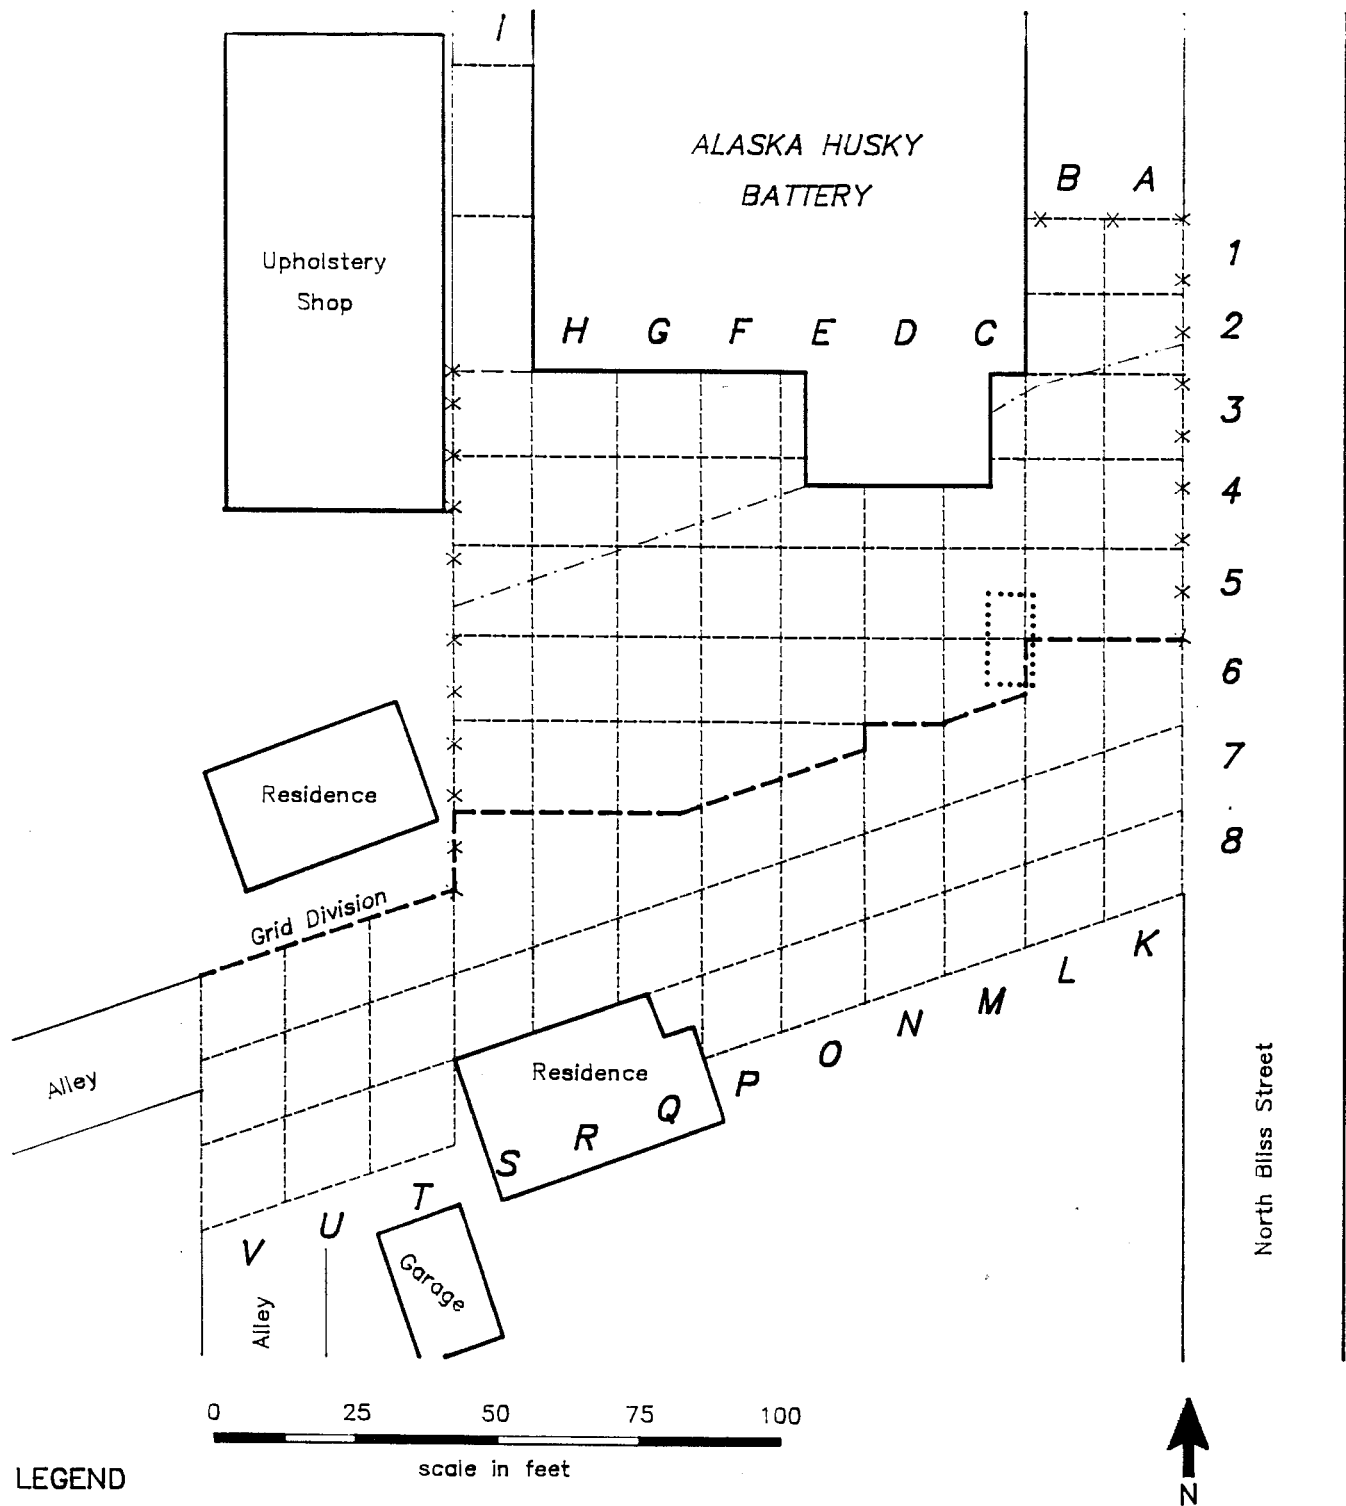 I
ALASKA HUSKY
BATTERY
B A
Upholstery
Shop
1
2
H G F E D C
3
4
5
6
7
Residence
8
Grid Division
K
L
M
N
O
P
Alley
Residence
Q
R
S
T
U
V
Garage
Alley
North Bliss Street
0 25 50 75 100
scale in feet
LEGEND
N